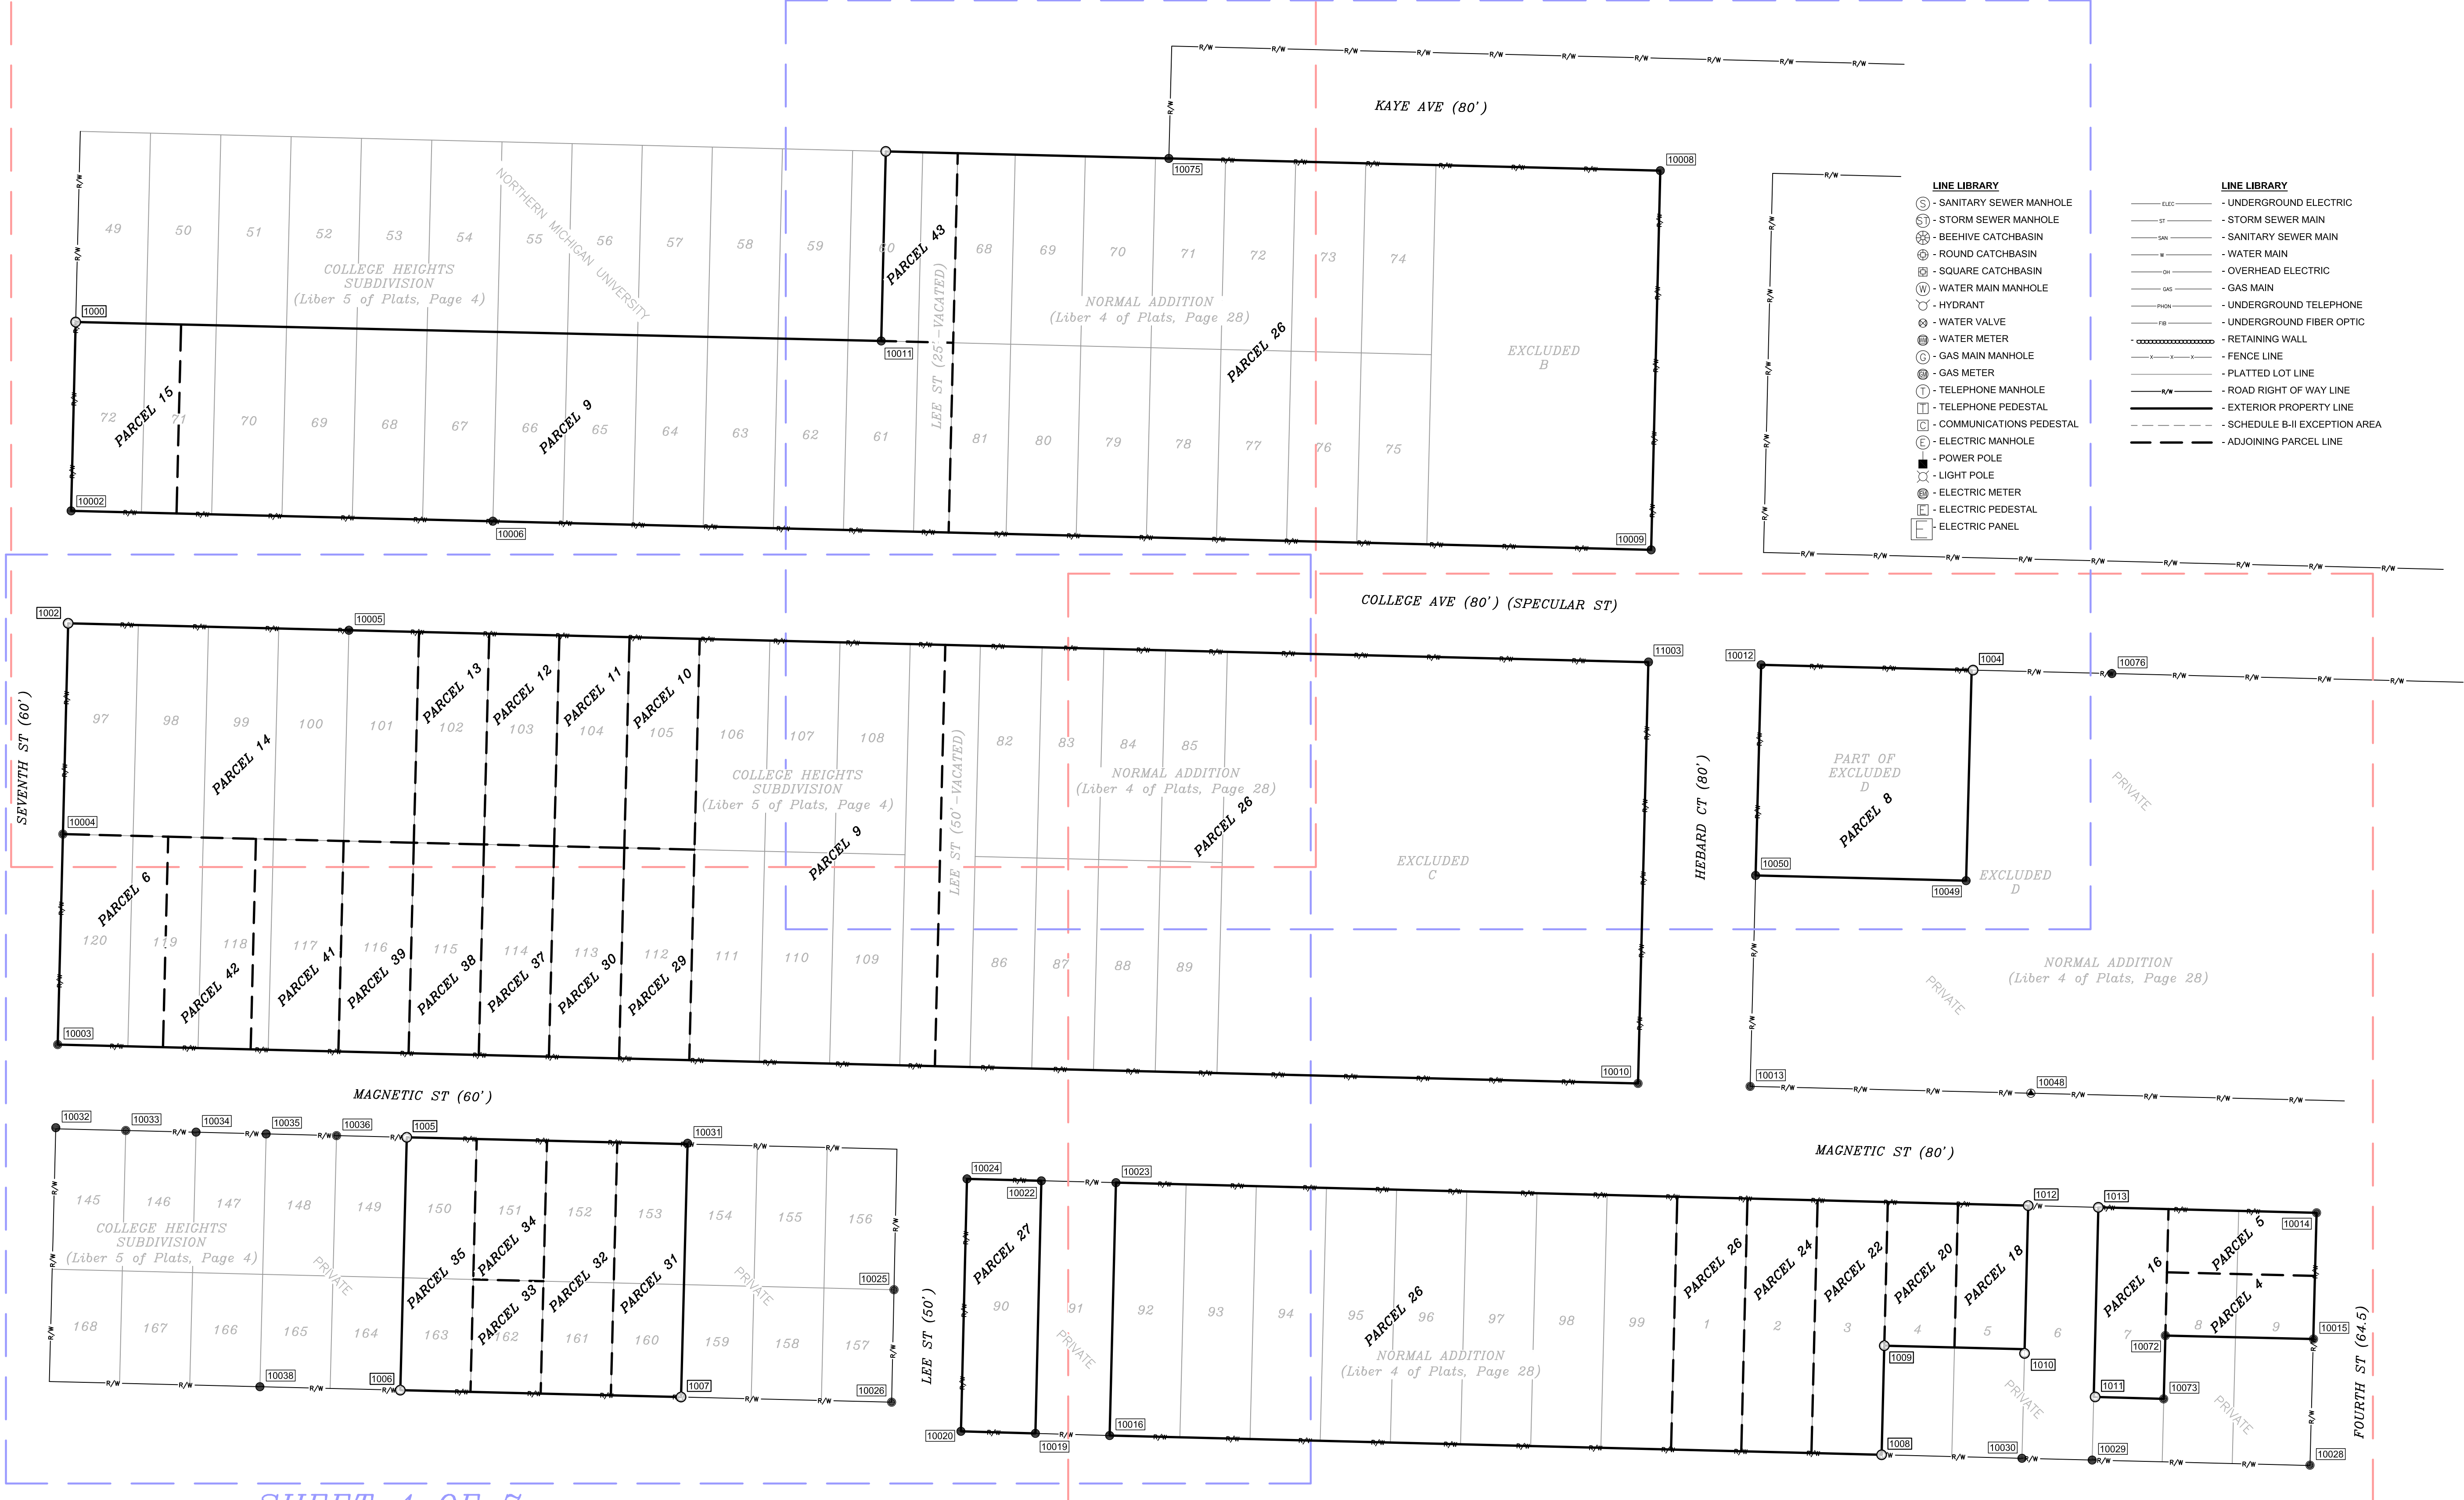 KAYE AVE (80')
10075
10008
49 50 51 52 53 54 55 56 57 58 59 60 68 69 70 71 72 73 74
NORTHERN MICHIGAN UNIVERSITY
COLLEGE HEIGHTS
SUBDIVISION
(Liber 5 of Plats, Page 4)
PARCEL 43
LEE ST (25'-VACATED)
NORMAL ADDITION
(Liber 4 of Plats, Page 28)
PARCEL 26
EXCLUDED
B
1000
10011
72 71 70 69 68 67 66 65 64 63 62 61 81 80 79 78 77 76 75
PARCEL 15
PARCEL 9
10002
10006
10009
LINE LIBRARY
S - SANITARY SEWER MANHOLE
ST - STORM SEWER MANHOLE
- BEEHIVE CATCHBASIN
- ROUND CATCHBASIN
- SQUARE CATCHBASIN
W - WATER MAIN MANHOLE
- HYDRANT
- WATER VALVE
- WATER METER
G - GAS MAIN MANHOLE
GM - GAS METER
T - TELEPHONE MANHOLE
T - TELEPHONE PEDESTAL
C - COMMUNICATIONS PEDESTAL
E - ELECTRIC MANHOLE
- POWER POLE
- LIGHT POLE
EM - ELECTRIC METER
E - ELECTRIC PEDESTAL
E - ELECTRIC PANEL
LINE LIBRARY
ELEC - UNDERGROUND ELECTRIC
ST - STORM SEWER MAIN
SAN - SANITARY SEWER MAIN
W - WATER MAIN
OH - OVERHEAD ELECTRIC
GAS - GAS MAIN
PHON - UNDERGROUND TELEPHONE
FIB - UNDERGROUND FIBER OPTIC
- RETAINING WALL
X X X - FENCE LINE
- PLATTED LOT LINE
R/W - ROAD RIGHT OF WAY LINE
- EXTERIOR PROPERTY LINE
- SCHEDULE B-II EXCEPTION AREA
- ADJOINING PARCEL LINE
COLLEGE AVE (80') (SPECULAR ST)
1002
10005
11003
10012
1004
10076
SEVENTH ST (60')
97 98 99 100 101 102 103 104 105 106 107 108 82 83 84 85
PARCEL 14
PARCEL 13
PARCEL 12
PARCEL 11
PARCEL 10
COLLEGE HEIGHTS
SUBDIVISION
(Liber 5 of Plats, Page 4)
PARCEL 9
LEE ST (50'-VACATED)
NORMAL ADDITION
(Liber 4 of Plats, Page 28)
PARCEL 26
EXCLUDED
C
HEBARD CT (80')
PART OF
EXCLUDED
D
PARCEL 8
PRIVATE
10004
10050
10049
EXCLUDED
D
120 119 118 117 116 115 114 113 112 111 110 109 86 87 88 89
PARCEL 6
PARCEL 42
PARCEL 41
PARCEL 39
PARCEL 38
PARCEL 37
PARCEL 30
PARCEL 29
NORMAL ADDITION
(Liber 4 of Plats, Page 28)
PRIVATE
10003
10010
10013
10048
MAGNETIC ST (60')
MAGNETIC ST (80')
10032
10033
10034
10035
10036
1005
10031
145 146 147 148 149 150 151 152 153 154 155 156
COLLEGE HEIGHTS
SUBDIVISION
(Liber 5 of Plats, Page 4)
PRIVATE
PARCEL 35
PARCEL 34
PARCEL 33
PARCEL 32
PARCEL 31
PRIVATE
10025
168 167 166 165 164 163 162 161 160 159 158 157
10038
1006
1007
10026
LEE ST (50')
10024
10022
10023
PARCEL 27
90 91 92 93 94 95 96 97 98 99 1 2 3 4 5 6 7 8 9
PRIVATE
PARCEL 26
NORMAL ADDITION
(Liber 4 of Plats, Page 28)
PARCEL 26
PARCEL 24
PARCEL 22
PARCEL 20
PARCEL 18
1012
1013
10014
PARCEL 16
PARCEL 5
PARCEL 4
10015
10072
1009
1010
1011
10073
PRIVATE
PRIVATE
FOURTH ST (64.5)
10020
10019
10016
1008
10030
10029
10028